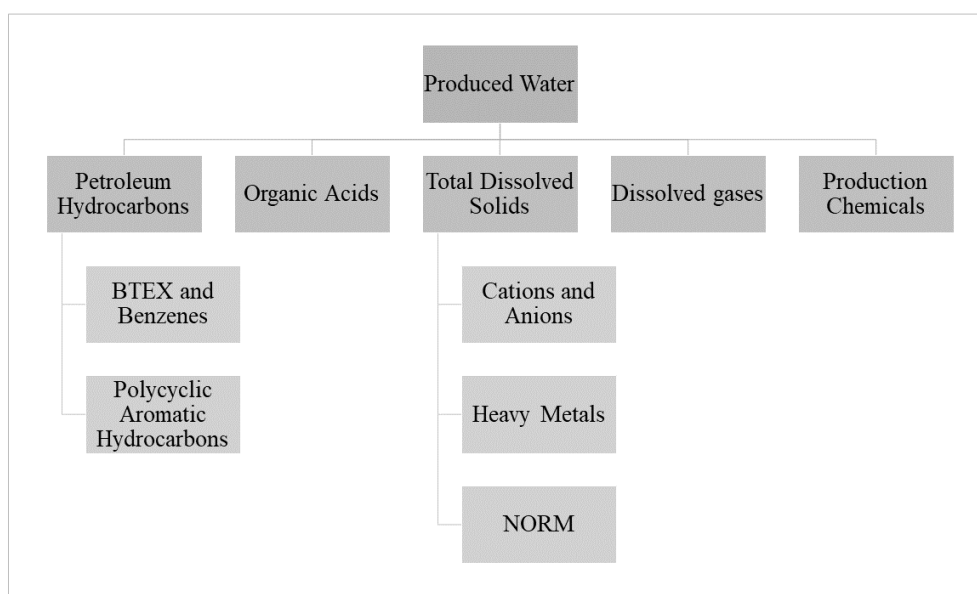 Produced Water
Petroleum
Hydrocarbons
Organic Acids
Total Dissolved
Solids
Dissolved gases
Production
Chemicals
BTEX and
Benzenes
Cations and
Anions
Polycyclic
Aromatic
Hydrocarbons
Heavy Metals
NORM